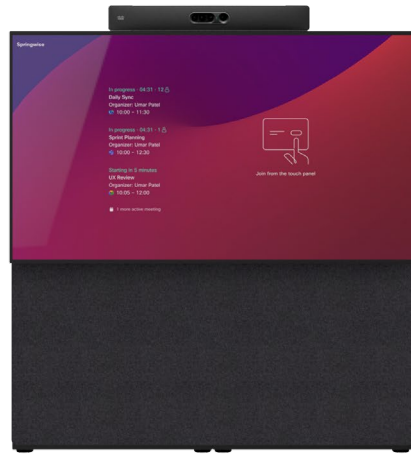 Springwise
In progress - 04:31 - 13
Daily Sync
Organizer: Umar Patel
10:00 - 11:30
In progress - 04:31 - 1
Sprint Planning
Organizer: Umar Patel
10:00 - 12:30
Starting in 5 minutes
UX Review
Organizer: Umar Patel
10:05 - 12:00
1 more active meeting
Join from the touch panel